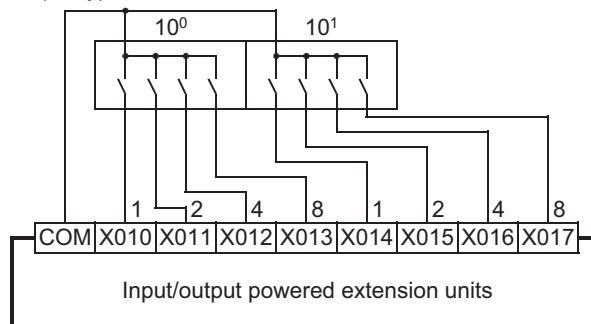 10⁰ 10¹
1 2 4 8 1 2 4 8
COM X010 X011 X012 X013 X014 X015 X016 X017
Input/output powered extension units